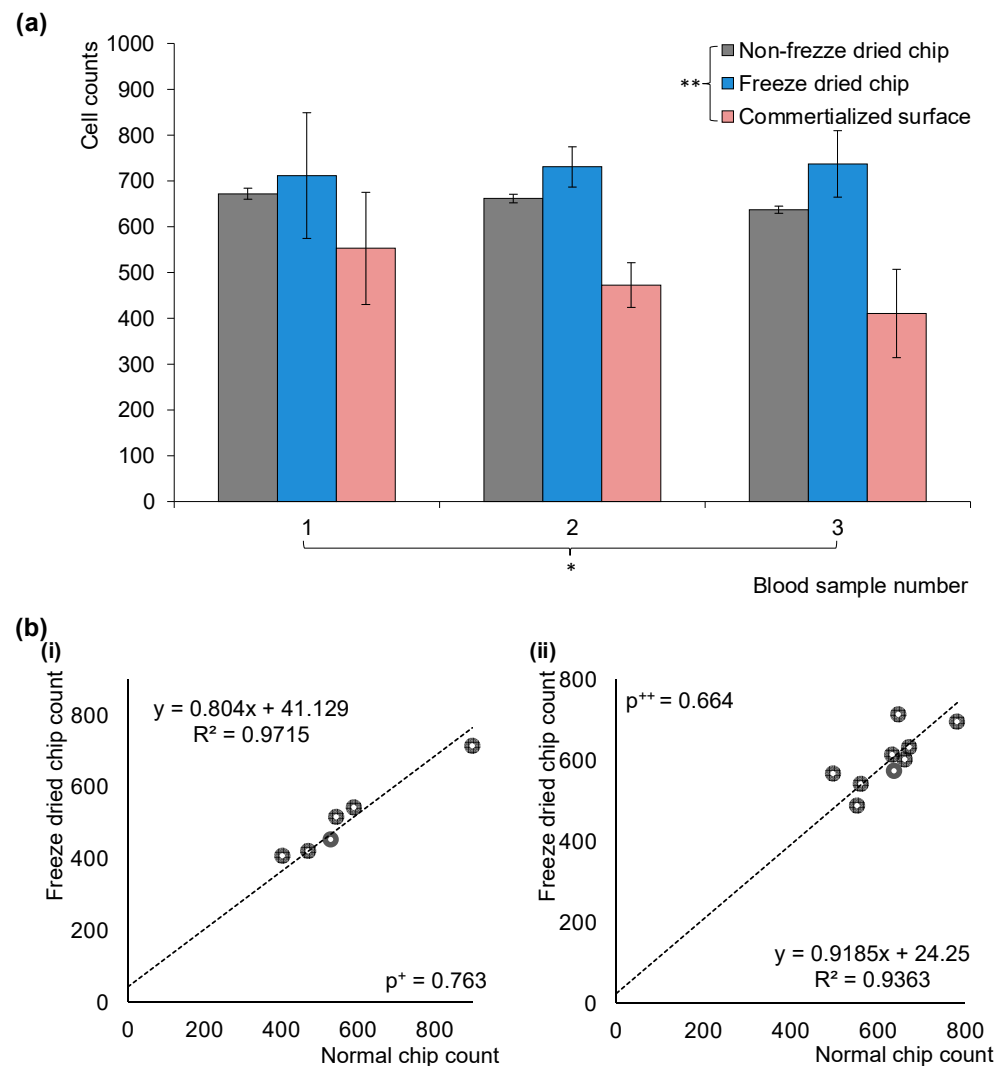 (a)
Cell counts
1000
900
800
700
600
500
400
300
200
100
0
Non-frezze dried chip
Freeze dried chip
Commertialized surface
**
1
2
3
*
Blood sample number
(b)
(i)
Freeze dried chip count
800
600
400
200
0
y = 0.804x + 41.129
R² = 0.9715
p⁺ = 0.763
0
200
400
600
800
Normal chip count
(ii)
Freeze dried chip count
800
600
400
200
0
p⁺⁺ = 0.664
y = 0.9185x + 24.25
R² = 0.9363
0
200
400
600
800
Normal chip count